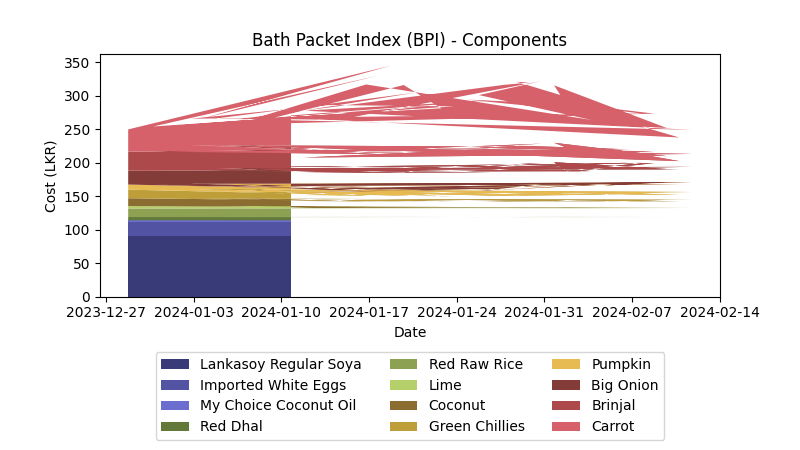 Bath Packet Index (BPI) - Components
Cost (LKR)
350
300
250
200
150
100
50
0
2023-12-27 2024-01-03 2024-01-10 2024-01-17 2024-01-24 2024-01-31 2024-02-07 2024-02-14
Date
Lankasoy Regular Soya
Imported White Eggs
My Choice Coconut Oil
Red Dhal
Red Raw Rice
Lime
Coconut
Green Chillies
Pumpkin
Big Onion
Brinjal
Carrot